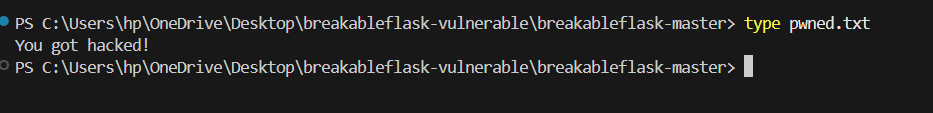 PS C:\Users\hp\OneDrive\Desktop\breakableflask-vulnerable\breakableflask-master> type pwned.txt
You got hacked!
PS C:\Users\hp\OneDrive\Desktop\breakableflask-vulnerable\breakableflask-master>